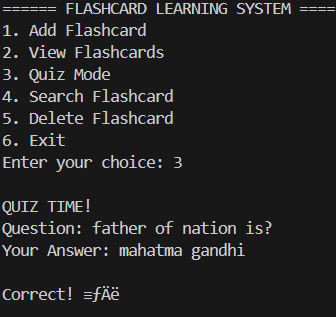 ====== FLASHCARD LEARNING SYSTEM ====
1. Add Flashcard
2. View Flashcards
3. Quiz Mode
4. Search Flashcard
5. Delete Flashcard
6. Exit
Enter your choice: 3
QUIZ TIME!
Question: father of nation is?
Your Answer: mahatma gandhi
Correct! ≡ƒÄë